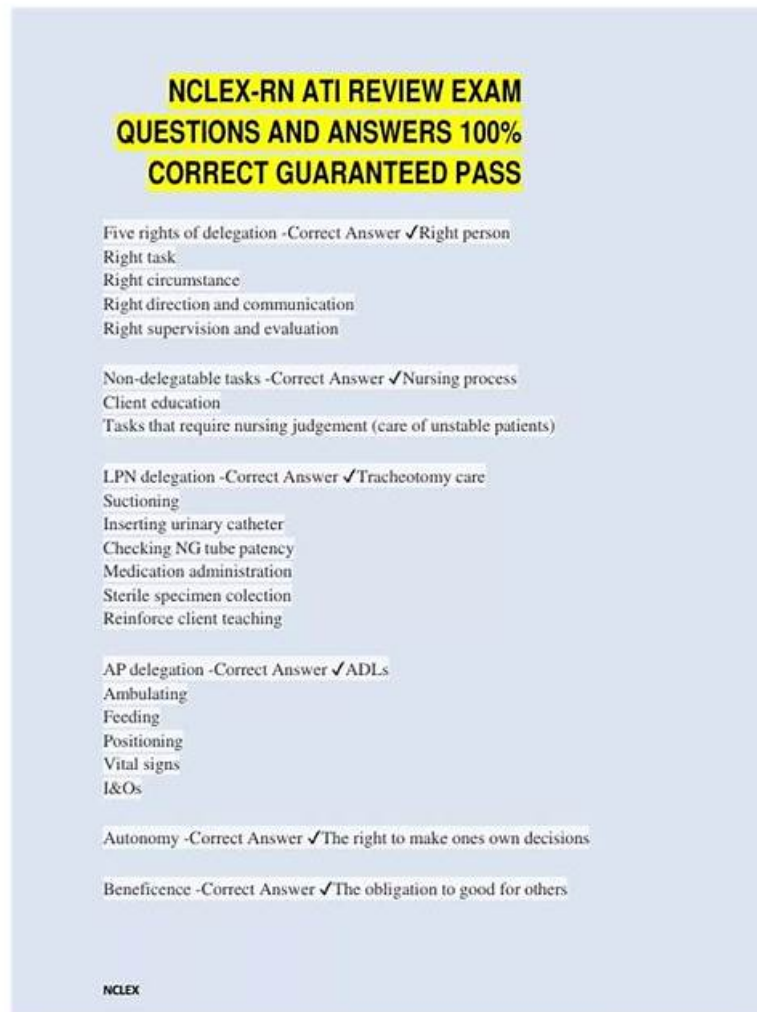 NCLEX-RN ATI REVIEW EXAM
QUESTIONS AND ANSWERS 100%
CORRECT GUARANTEED PASS
Five rights of delegation -Correct Answer ✓Right person
Right task
Right circumstance
Right direction and communication
Right supervision and evaluation
Non-delegatable tasks -Correct Answer ✓Nursing process
Client education
Tasks that require nursing judgement (care of unstable patients)
LPN delegation -Correct Answer ✓Tracheotomy care
Suctioning
Inserting urinary catheter
Checking NG tube patency
Medication administration
Sterile specimen colection
Reinforce client teaching
AP delegation -Correct Answer ✓ADLs
Ambulating
Feeding
Positioning
Vital signs
I&Os
Autonomy -Correct Answer ✓The right to make ones own decisions
Beneficence -Correct Answer ✓The obligation to good for others
NCLEX